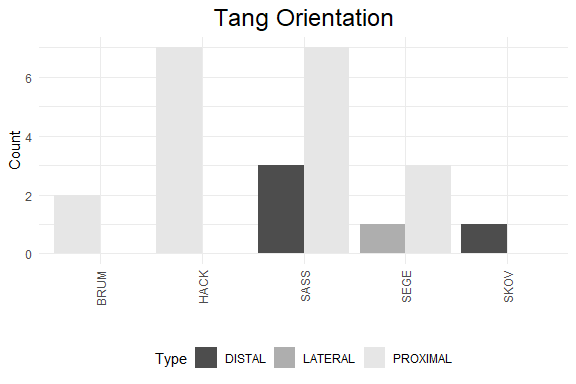 Tang Orientation
Count
6
4
2
0
BRUM
HACK
SASS
SEGE
SKOV
Type DISTAL LATERAL PROXIMAL